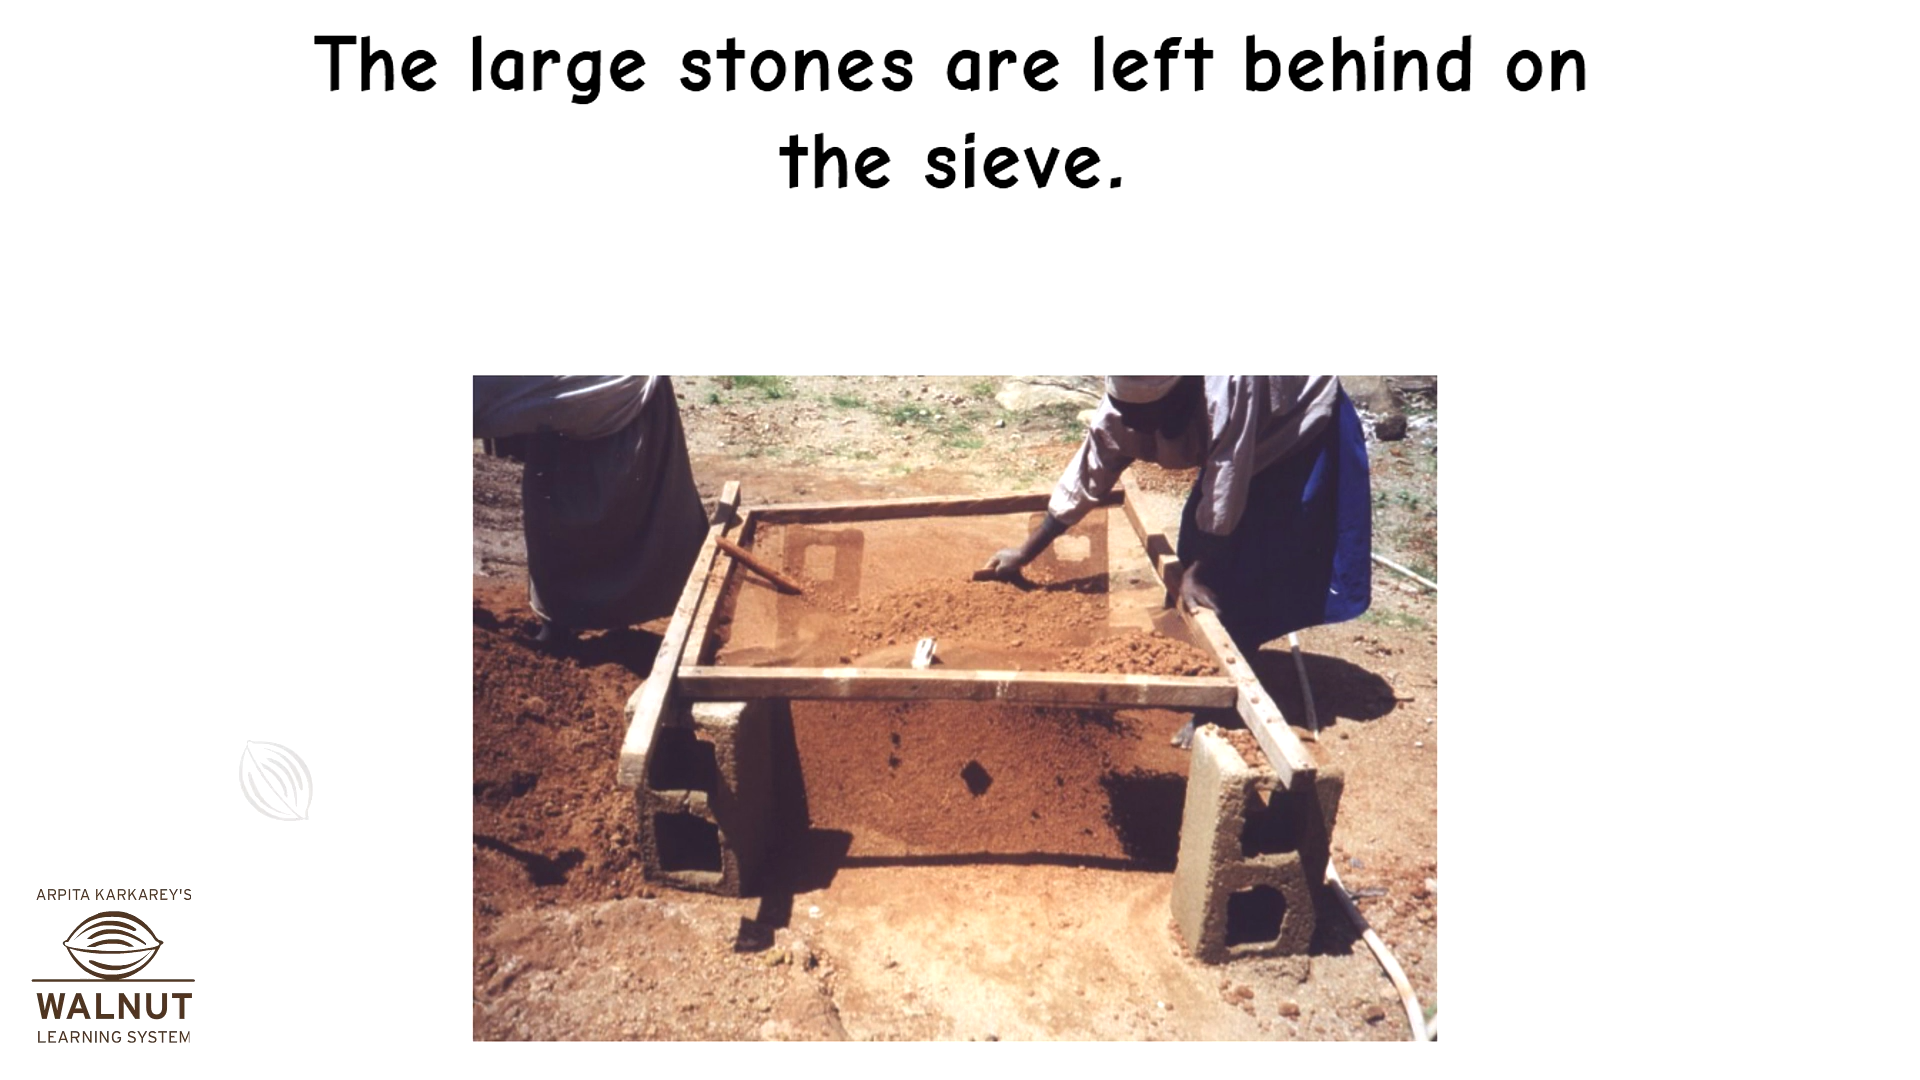 The large stones are left behind on
the sieve.
ARPITA KARKAREY'S
WALNUT
LEARNING SYSTEM